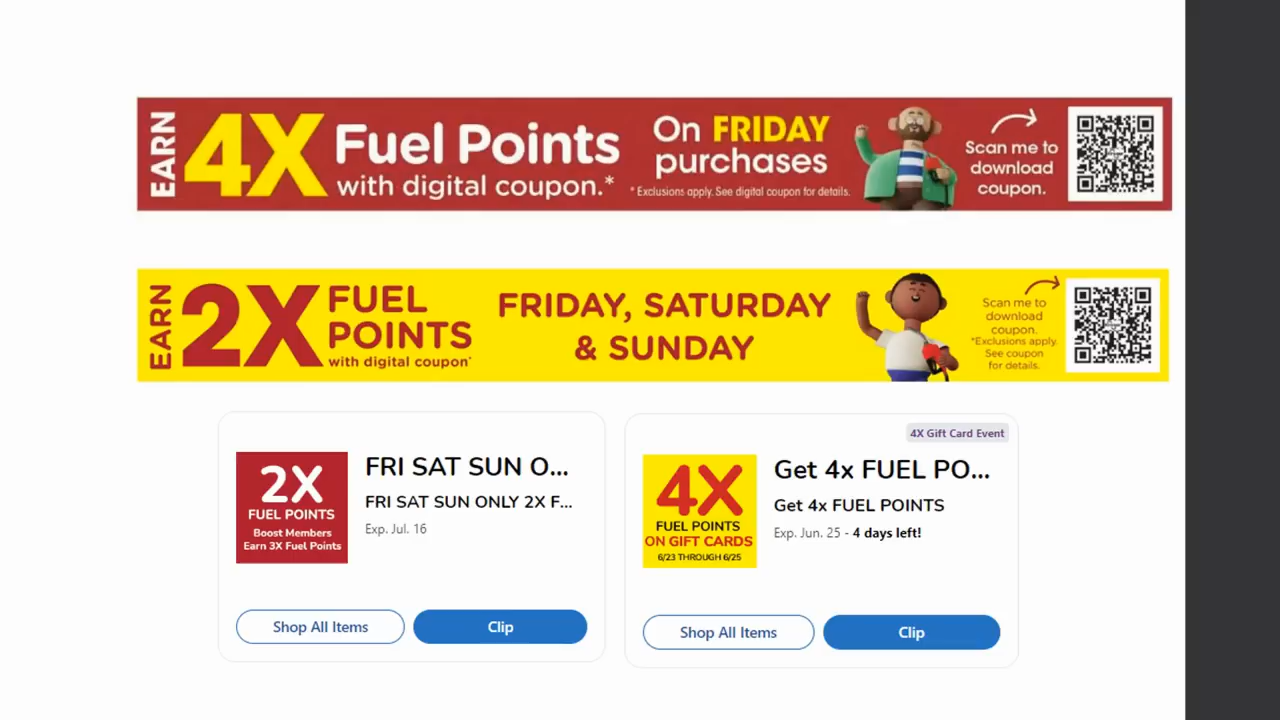 EARN
4X
Fuel Points
with digital coupon.*
On FRIDAY
purchases
* Exclusions apply. See digital coupon for details.
Scan me to
download
coupon.
EARN
2X
FUEL
POINTS
with digital coupon*
FRIDAY, SATURDAY
& SUNDAY
Scan me to
download
coupon.
*Exclusions apply.
See coupon
for details.
2X
FUEL POINTS
Boost Members
Earn 3X Fuel Points
FRI SAT SUN O...
FRI SAT SUN ONLY 2X F...
Exp. Jul. 16
Shop All Items
Clip
4X Gift Card Event
4X
FUEL POINTS
ON GIFT CARDS
6/23 THROUGH 6/25
Get 4x FUEL PO...
Get 4x FUEL POINTS
Exp. Jun. 25 - 4 days left!
Shop All Items
Clip